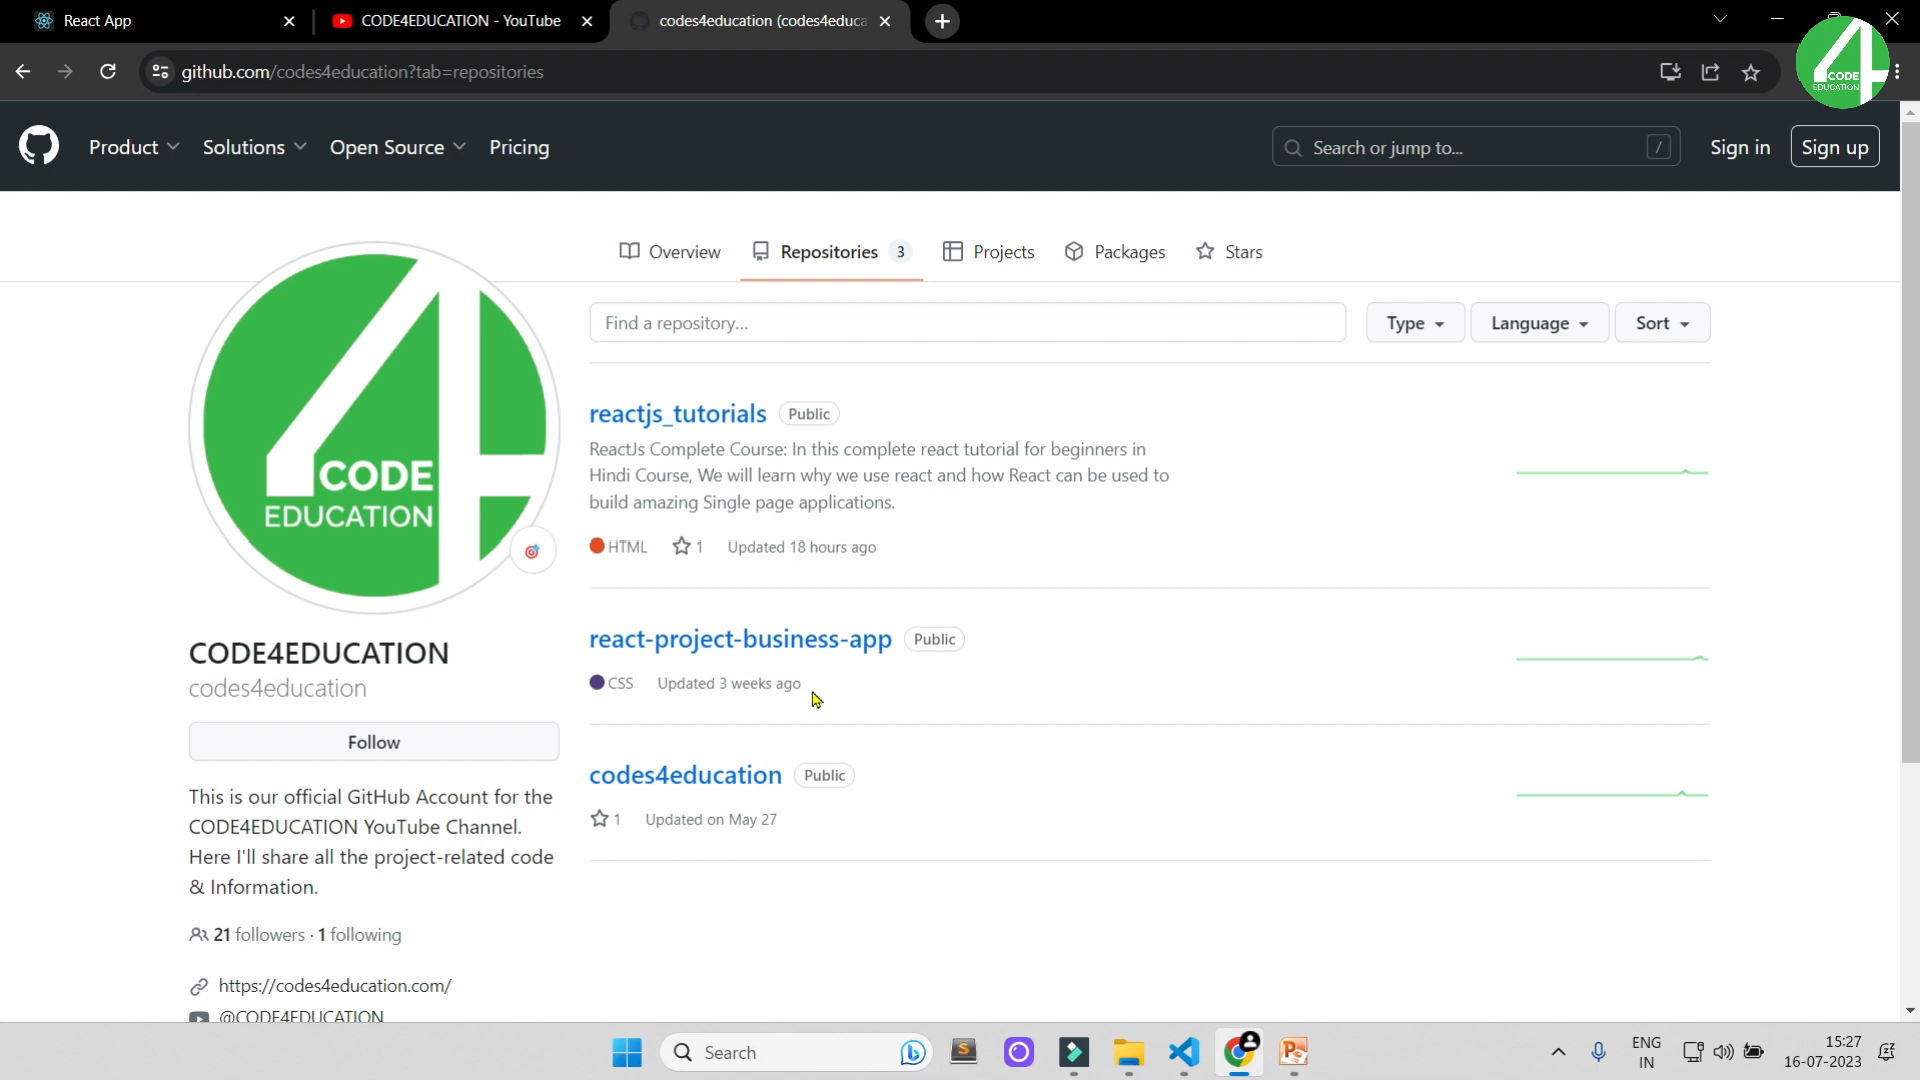 React App
CODE4EDUCATION - YouTube
codes4education (codes4educa
github.com/codes4education?tab=repositories
CODE
EDUCATION
Product
Solutions
Open Source
Pricing
Search or jump to...
/
Sign in
Sign up
Overview
Repositories 3
Projects
Packages
Stars
Find a repository...
Type
Language
Sort
CODE
EDUCATION
CODE4EDUCATION
codes4education
Follow
This is our official GitHub Account for the
CODE4EDUCATION YouTube Channel.
Here I'll share all the project-related code
& Information.
21 followers · 1 following
https://codes4education.com/
@CODE4EDUCATION
reactjs_tutorials Public
ReactJs Complete Course: In this complete react tutorial for beginners in
Hindi Course, We will learn why we use react and how React can be used to
build amazing Single page applications.
HTML 1 Updated 18 hours ago
react-project-business-app Public
CSS Updated 3 weeks ago
codes4education Public
1 Updated on May 27
Search
ENG
IN
15:27
16-07-2023